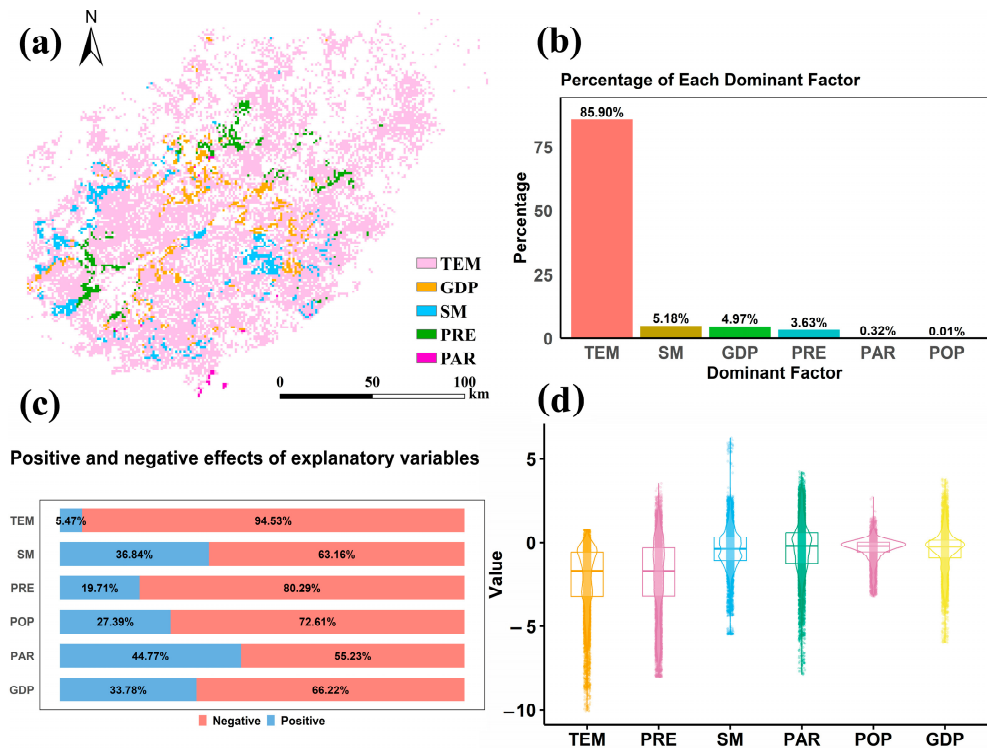 (a)
N
TEM
GDP
SM
PRE
PAR
0 50 100
km
(b)
Percentage of Each Dominant Factor
Percentage
75
50
25
0
85.90%
5.18%
4.97%
3.63%
0.32%
0.01%
TEM SM GDP PRE PAR POP
Dominant Factor
(c)
Positive and negative effects of explanatory variables
TEM 5.47% 94.53%
SM 36.84% 63.16%
PRE 19.71% 80.29%
POP 27.39% 72.61%
PAR 44.77% 55.23%
GDP 33.78% 66.22%
Negative Positive
(d)
Value
5
0
−5
−10
TEM PRE SM PAR POP GDP